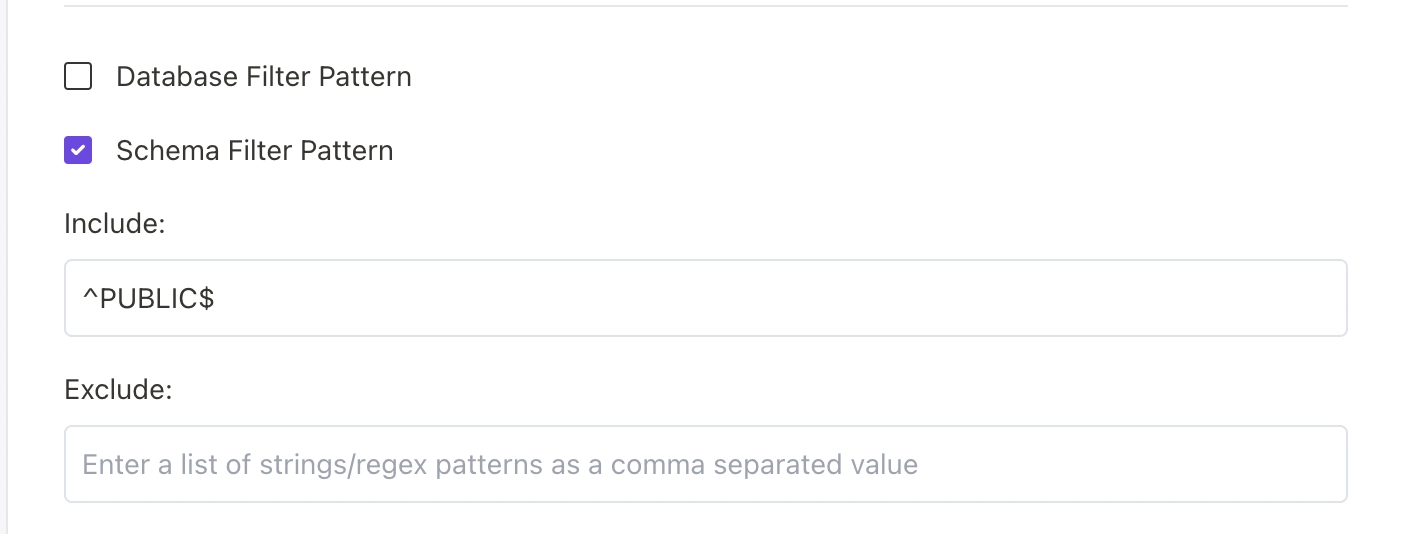 Database Filter Pattern
Schema Filter Pattern
Include:
^PUBLIC$
Exclude:
Enter a list of strings/regex patterns as a comma separated value